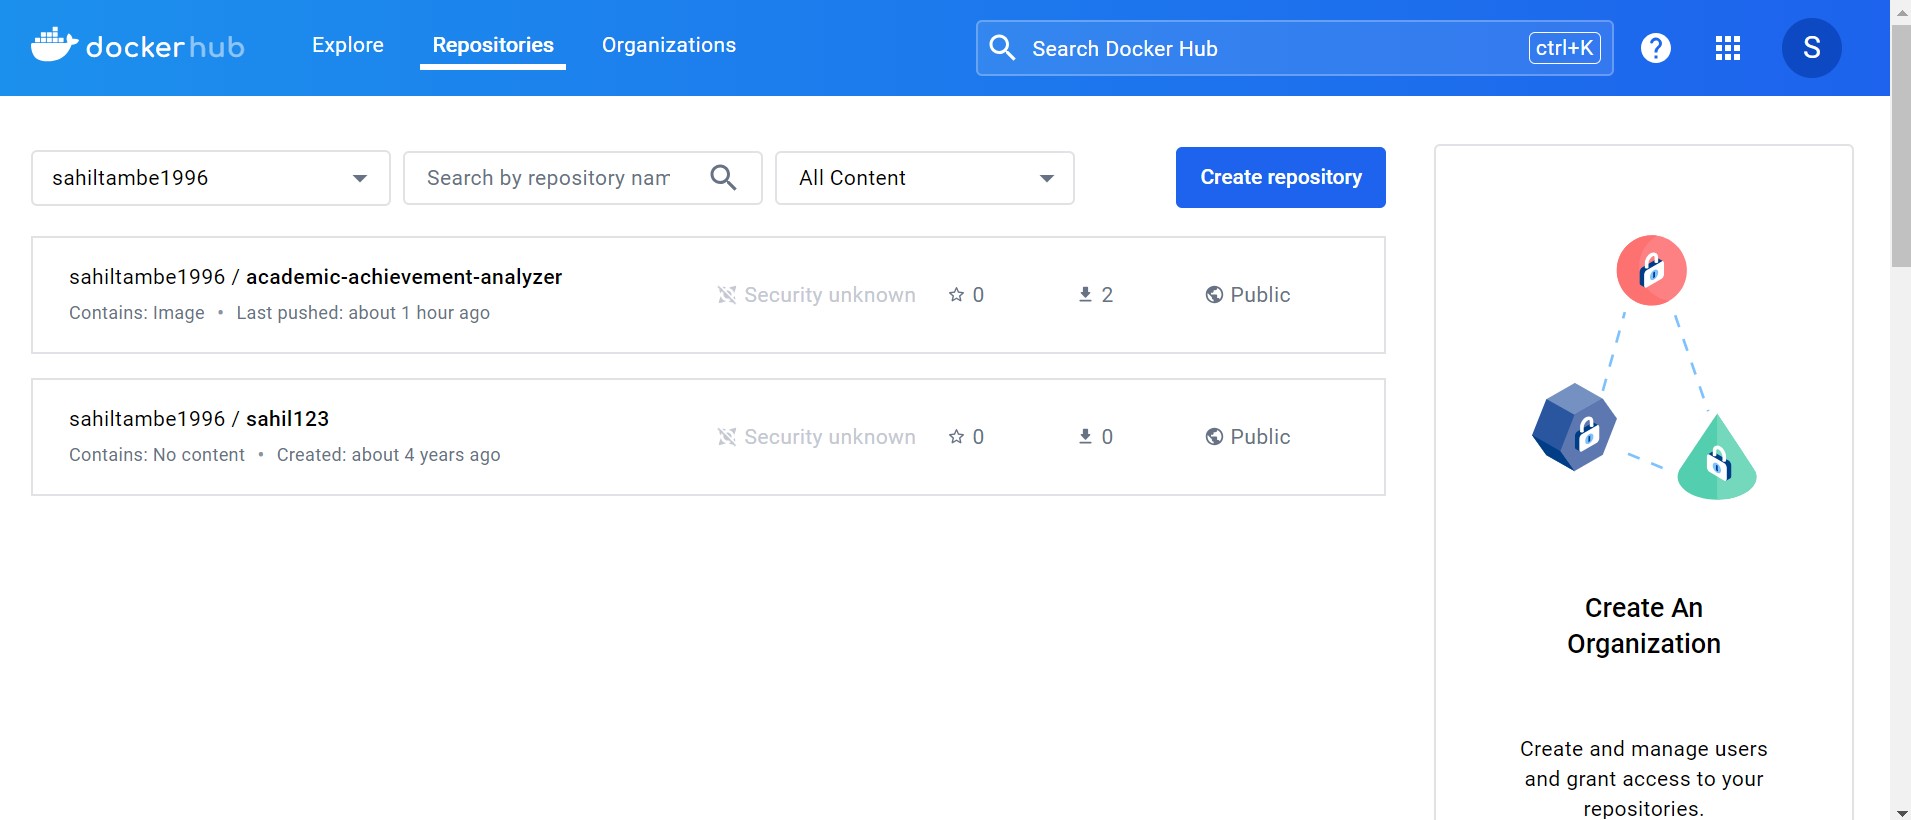 dockerhub
Explore
Repositories
Organizations
Search Docker Hub
ctrl+K
S
sahiltambe1996
Search by repository nam
All Content
Create repository
sahiltambe1996 / academic-achievement-analyzer
Contains: Image • Last pushed: about 1 hour ago
Security unknown
0
2
Public
sahiltambe1996 / sahil123
Contains: No content • Created: about 4 years ago
Security unknown
0
0
Public
Create An
Organization
Create and manage users
and grant access to your
repositories.